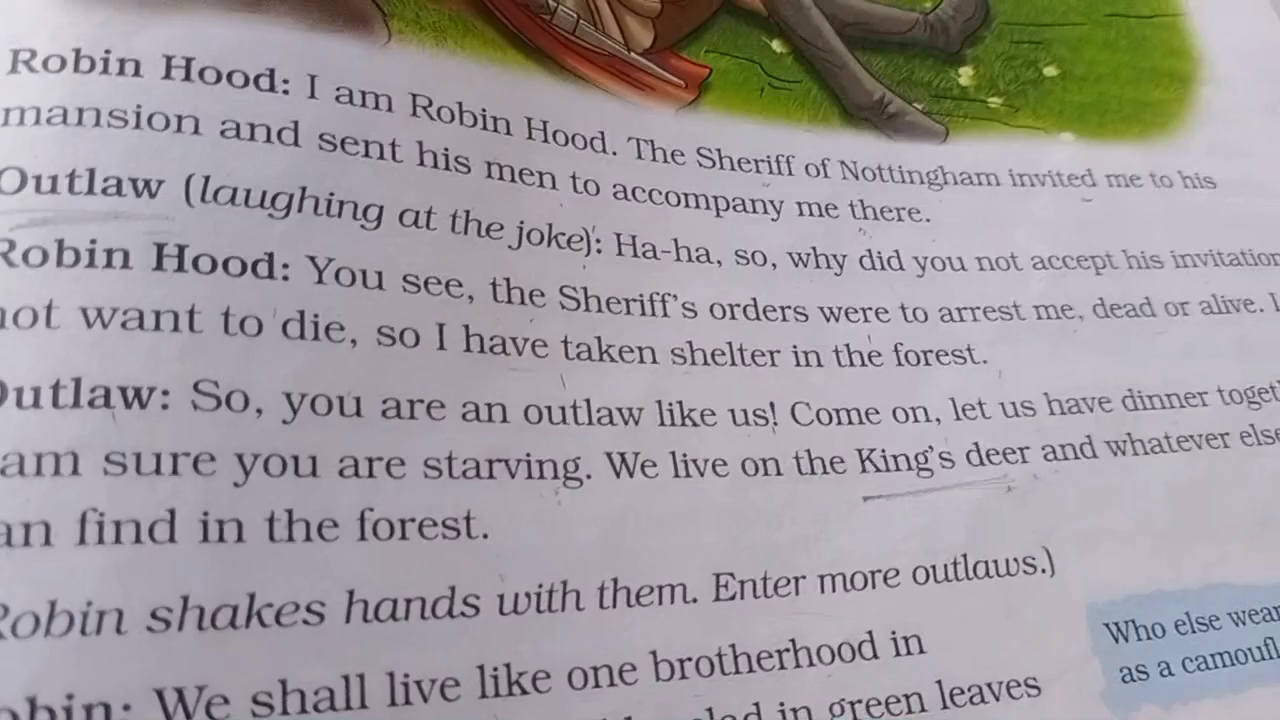 Robin Hood: I am Robin Hood. The Sheriff of Nottingham invited me to his
mansion and sent his men to accompany me there.
Outlaw (laughing at the joke): Ha-ha, so, why did you not accept his invitation
Robin Hood: You see, the Sheriff's orders were to arrest me, dead or alive. I
not want to die, so I have taken shelter in the forest.
Outlaw: So, you are an outlaw like us! Come on, let us have dinner
am sure you are starving. We live on the King's deer and whatever else
find in the forest.
Robin shakes hands with them. Enter more outlaws.)
We shall live like one brotherhood in
in green leaves
Who else
as a